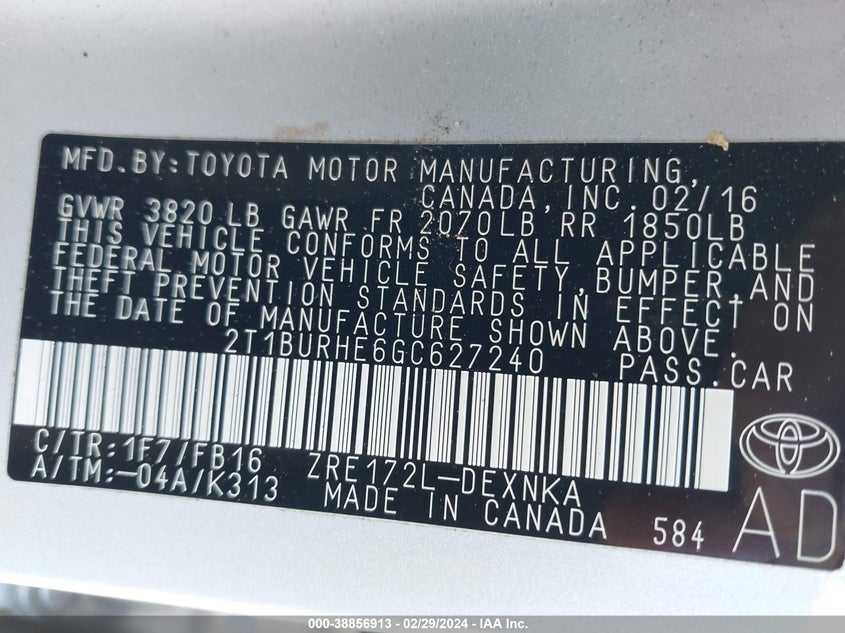 MFD. BY: TOYOTA MOTOR MANUFACTURING,
CANADA, INC. 02/16
GVWR 3820 LB GAWR FR 2070LB RR 1850LB
THIS VEHICLE CONFORMS TO ALL APPLICABLE
FEDERAL MOTOR VEHICLE SAFETY, BUMPER, AND
THEFT PREVENTION STANDARDS IN EFFECT ON
THE DATE OF MANUFACTURE SHOWN ABOVE.
2T1BURHE6GC627240 PASS. CAR
C/TR: 1F7/FB16 ZRE172L-DEXNKA
A/TM: -04A/K313 MADE IN CANADA 584 AD
000-38856913 - 02/29/2024 - IAA Inc.